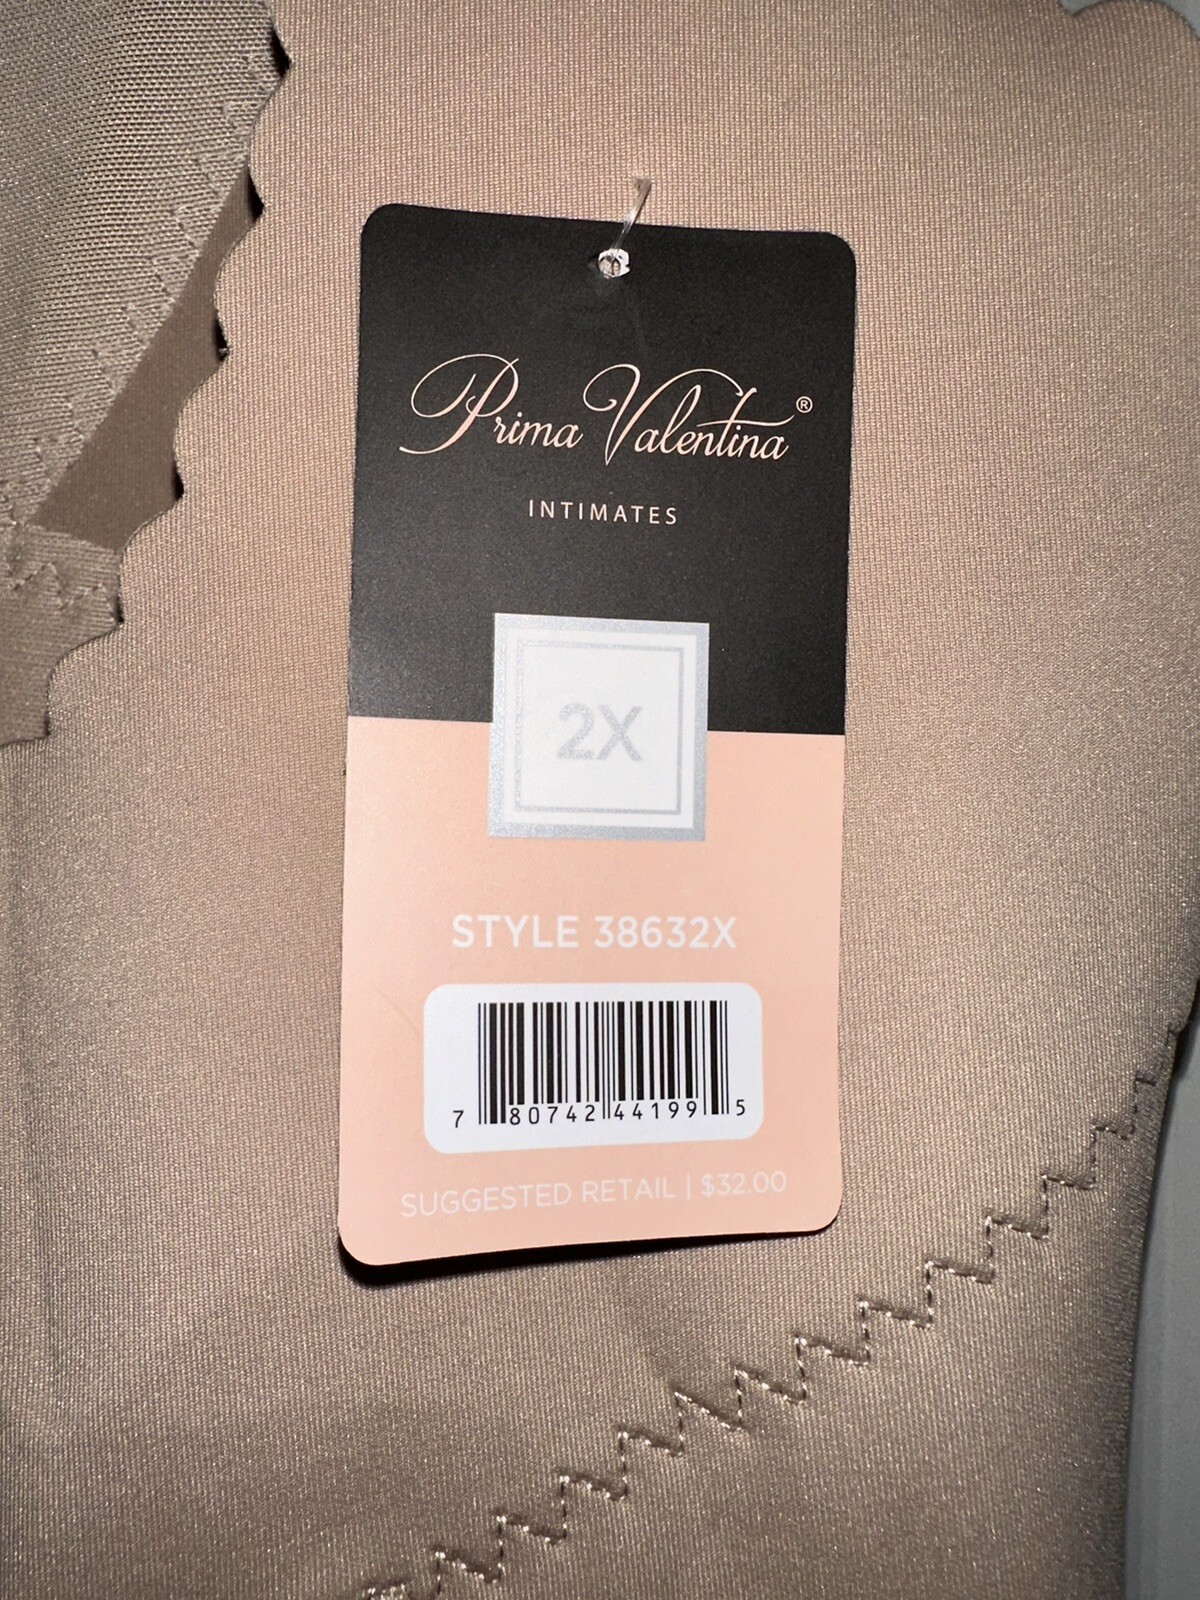 Prima Valentina®
INTIMATES
2X
STYLE 38632X
7 80742 44199 5
SUGGESTED RETAIL | $32.00